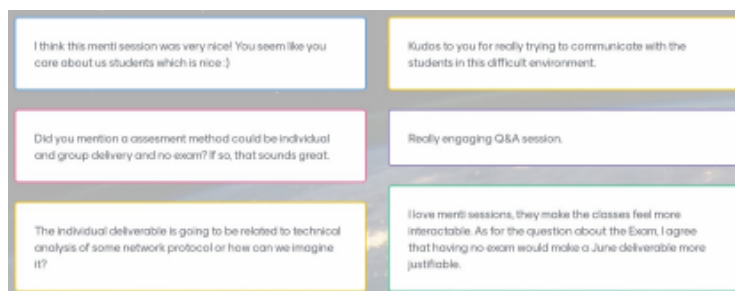 I think this menti session was very nice! You seem like you
care about us students which is nice :)
Did you mention a assesment method could be individual
and group delivery and no exam? If so, that sounds great.
The individual deliverable is going to be related to technical
analysis of some network protocol or how can we imagine
it?
Kudos to you for really trying to communicate with the
students in this difficult environment.
Really engaging Q&A session.
I love menti sessions, they make the classes feel more
interactable. As for the question about the Exam, I agree
that having no exam would make a June deliverable more
justifiable.